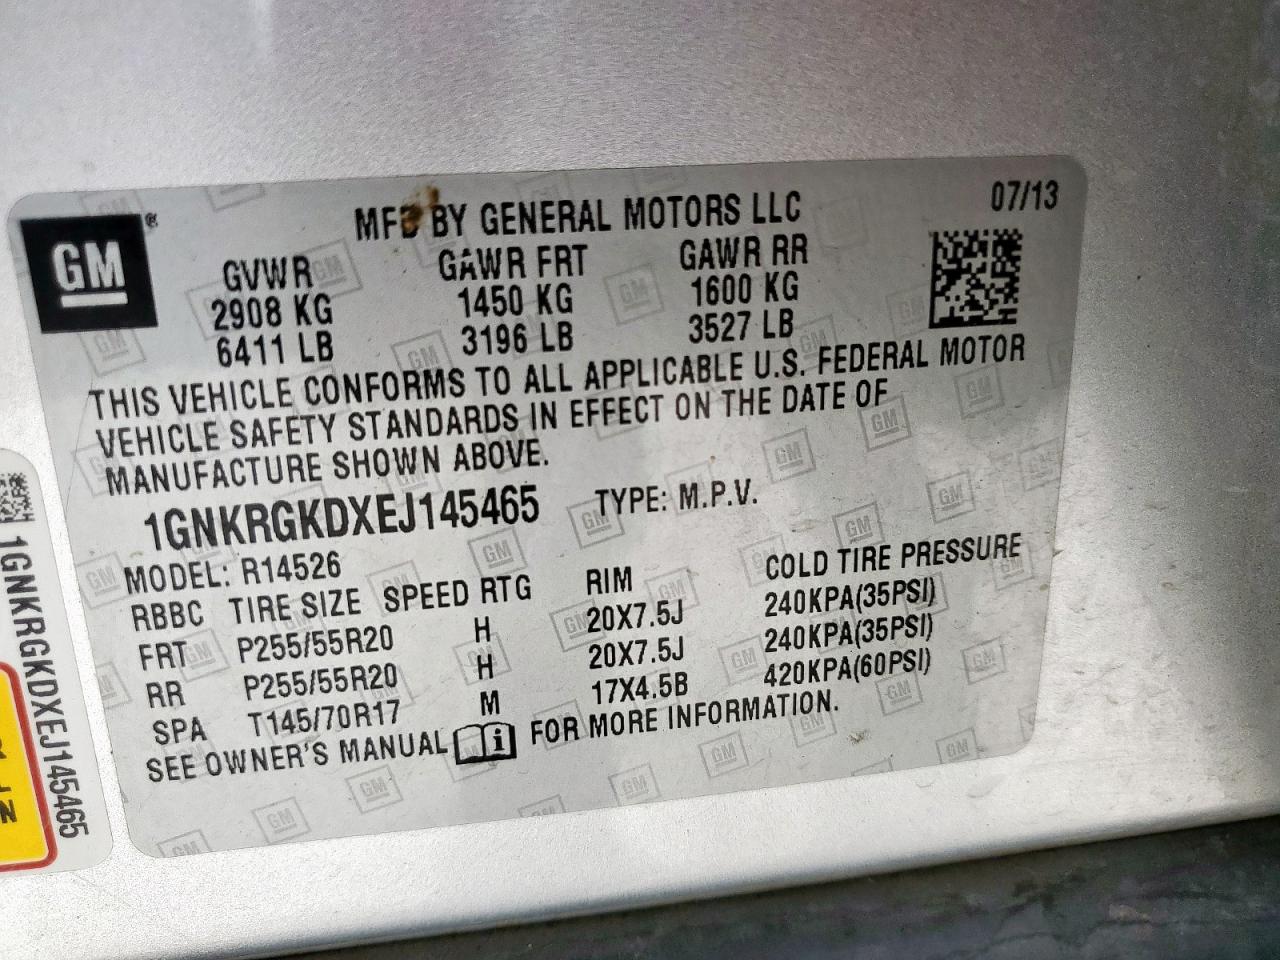 GM ®
07/13
MFD BY GENERAL MOTORS LLC
GVWR GAWR FRT GAWR RR
2908 KG 1450 KG 1600 KG
6411 LB 3196 LB 3527 LB
THIS VEHICLE CONFORMS TO ALL APPLICABLE U.S. FEDERAL MOTOR
VEHICLE SAFETY STANDARDS IN EFFECT ON THE DATE OF
MANUFACTURE SHOWN ABOVE.
1GNKRGKDXEJ145465 TYPE: M.P.V.
MODEL: R14526
RBBC TIRE SIZE SPEED RTG RIM COLD TIRE PRESSURE
FRT P255/55R20 H 20X7.5J 240KPA(35PSI)
RR P255/55R20 H 20X7.5J 240KPA(35PSI)
SPA T145/70R17 M 17X4.5B 420KPA(60PSI)
SEE OWNER'S MANUAL i FOR MORE INFORMATION.
1GNKRGKDXEJ145465